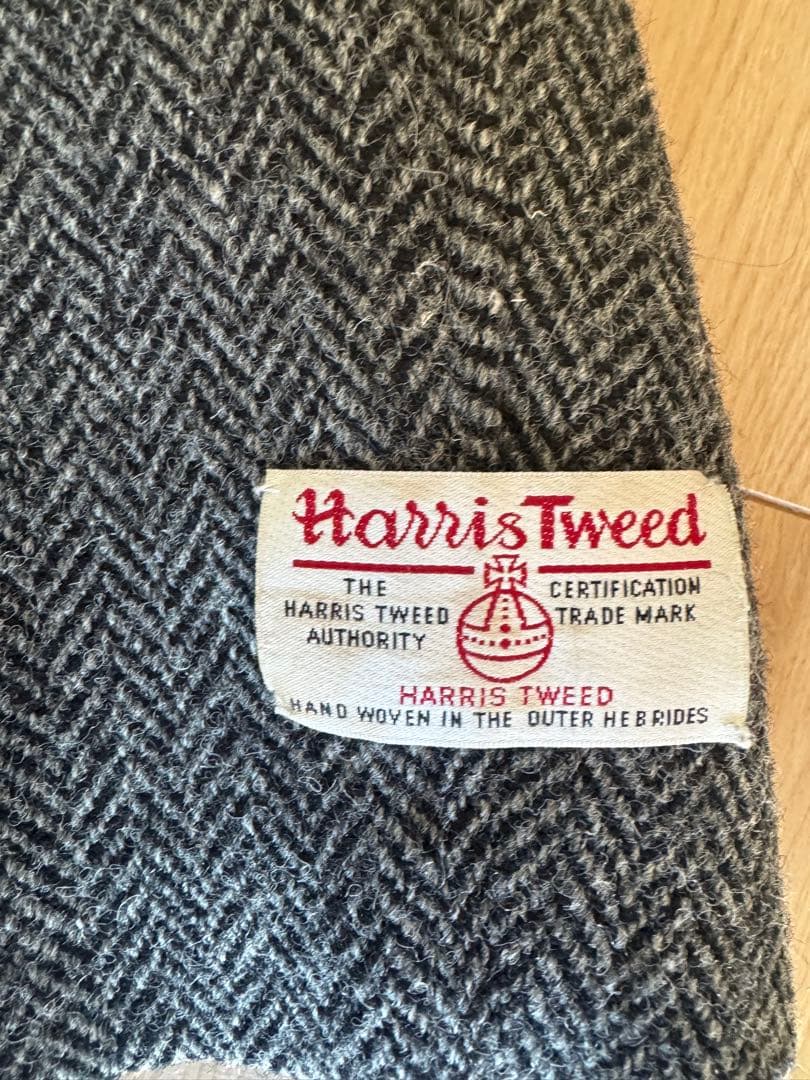 Harris Tweed
THE
HARRIS TWEED
AUTHORITY
CERTIFICATION
TRADE MARK
HARRIS TWEED
HAND WOVEN IN THE OUTER HEBRIDES